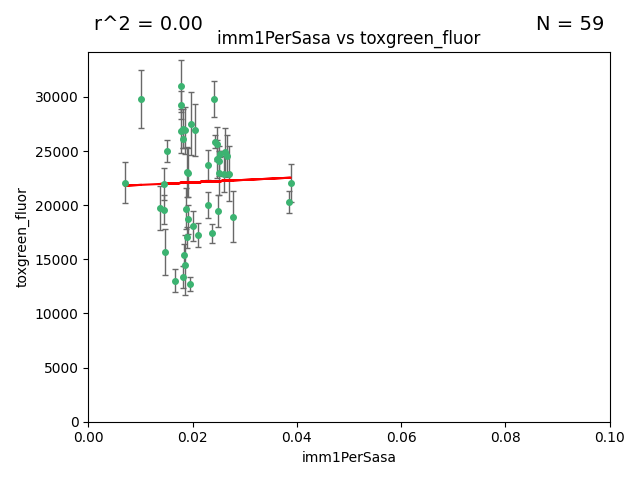 r^2 = 0.00
N = 59
imm1PerSasa vs toxgreen_fluor
30000
25000
20000
15000
10000
5000
0
toxgreen_fluor
0.00 0.02 0.04 0.06 0.08 0.10
imm1PerSasa